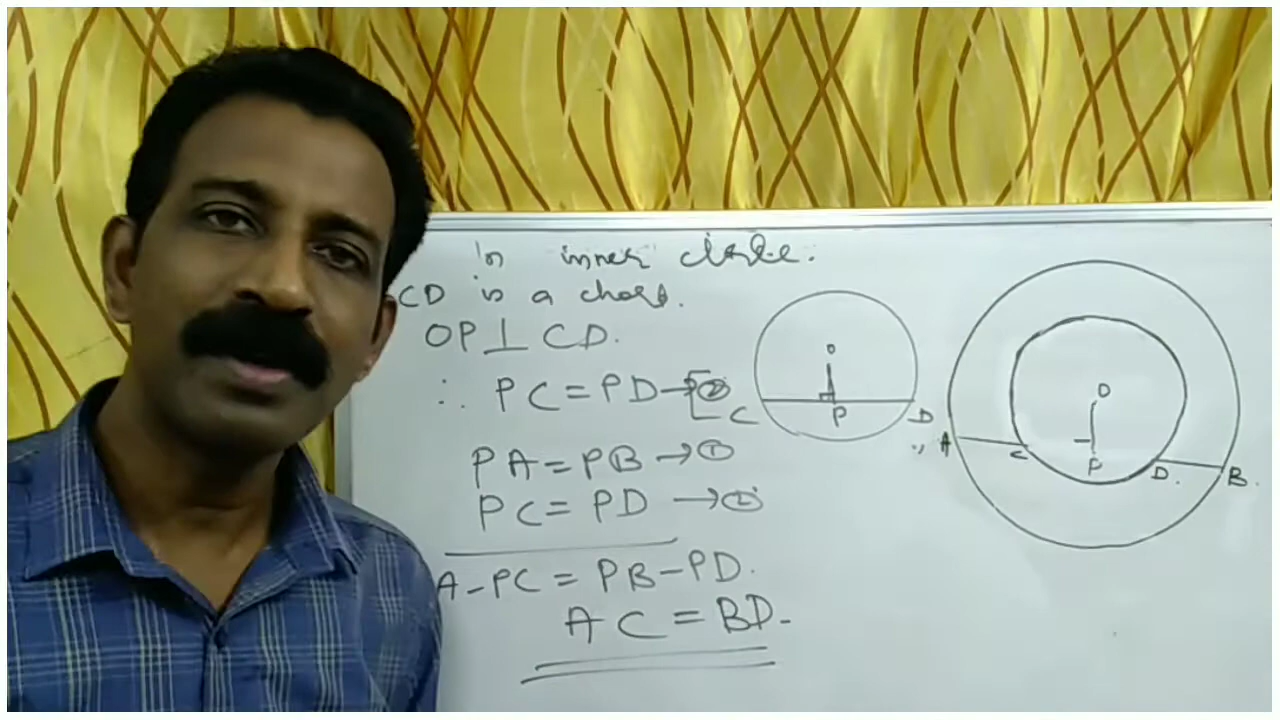 in inner circle.
CD is a chord.
OP⊥CD.
∴ PC=PD→②
PA=PB→①
PC=PD→②
A-PC=PB-PD.
AC=BD-
O
C
P
D
O
A
C
P
D.
B.